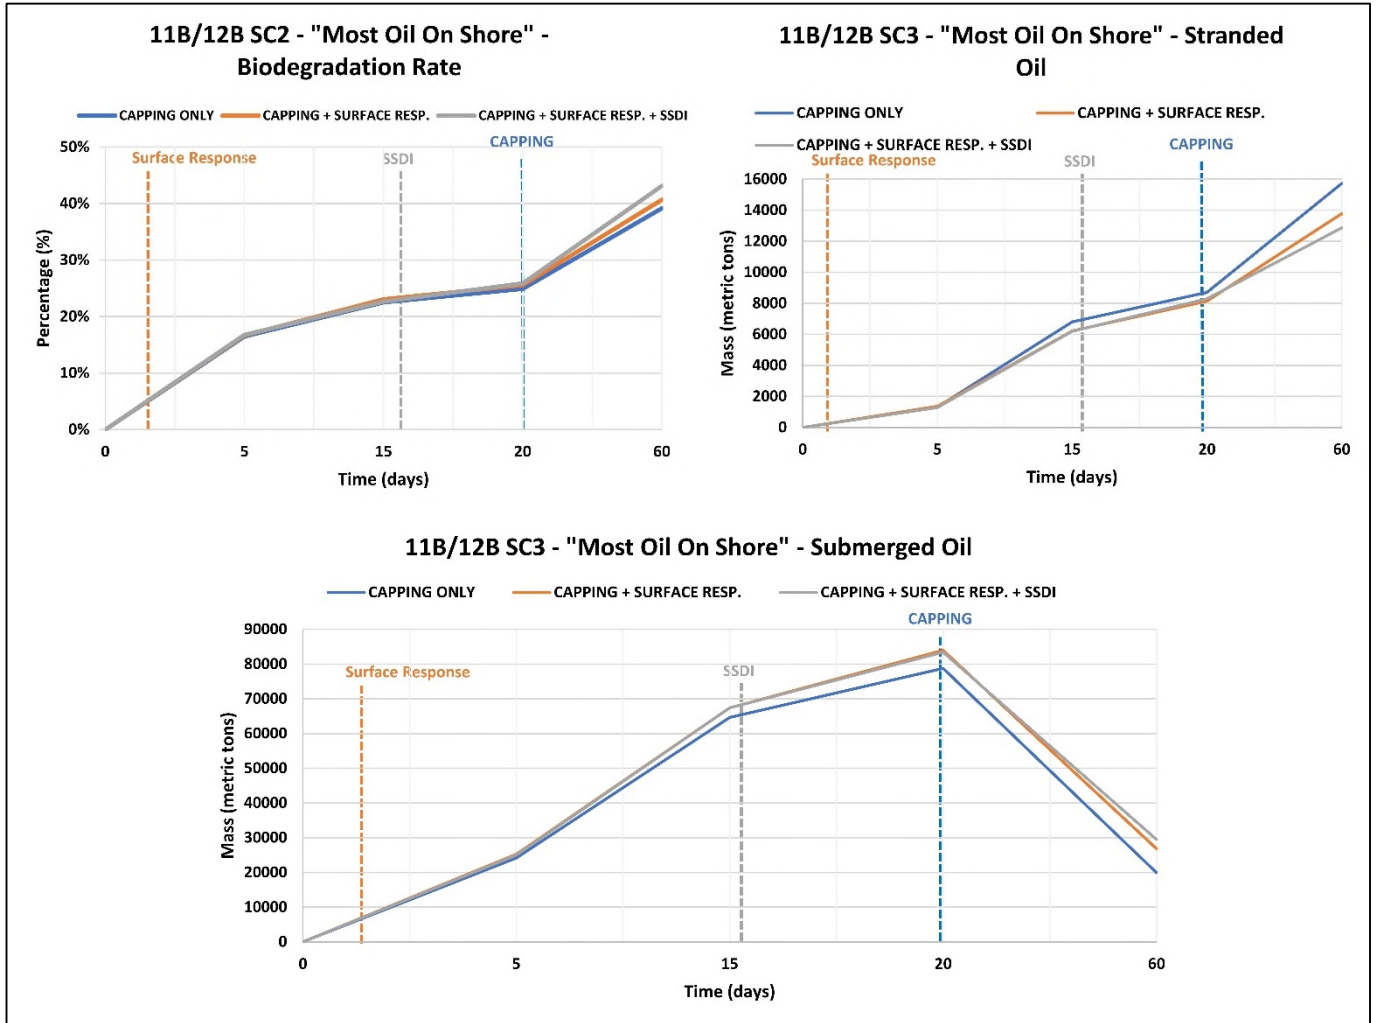 11B/12B SC2 - "Most Oil On Shore" -
Biodegradation Rate
CAPPING ONLY CAPPING + SURFACE RESP. CAPPING + SURFACE RESP. + SSDI
CAPPING
Surface Response SSDI
50%
40%
30%
20%
10%
0%
Percentage (%)
0 5 15 20 60
Time (days)
11B/12B SC3 - "Most Oil On Shore" - Stranded
Oil
CAPPING ONLY CAPPING + SURFACE RESP.
CAPPING + SURFACE RESP. + SSDI
CAPPING
Surface Response SSDI
16000
14000
12000
10000
8000
6000
4000
2000
0
Mass (metric tons)
0 5 15 20 60
Time (days)
11B/12B SC3 - "Most Oil On Shore" - Submerged Oil
CAPPING ONLY CAPPING + SURFACE RESP. CAPPING + SURFACE RESP. + SSDI
CAPPING
Surface Response SSDI
90000
80000
70000
60000
50000
40000
30000
20000
10000
0
Mass (metric tons)
0 5 15 20 60
Time (days)